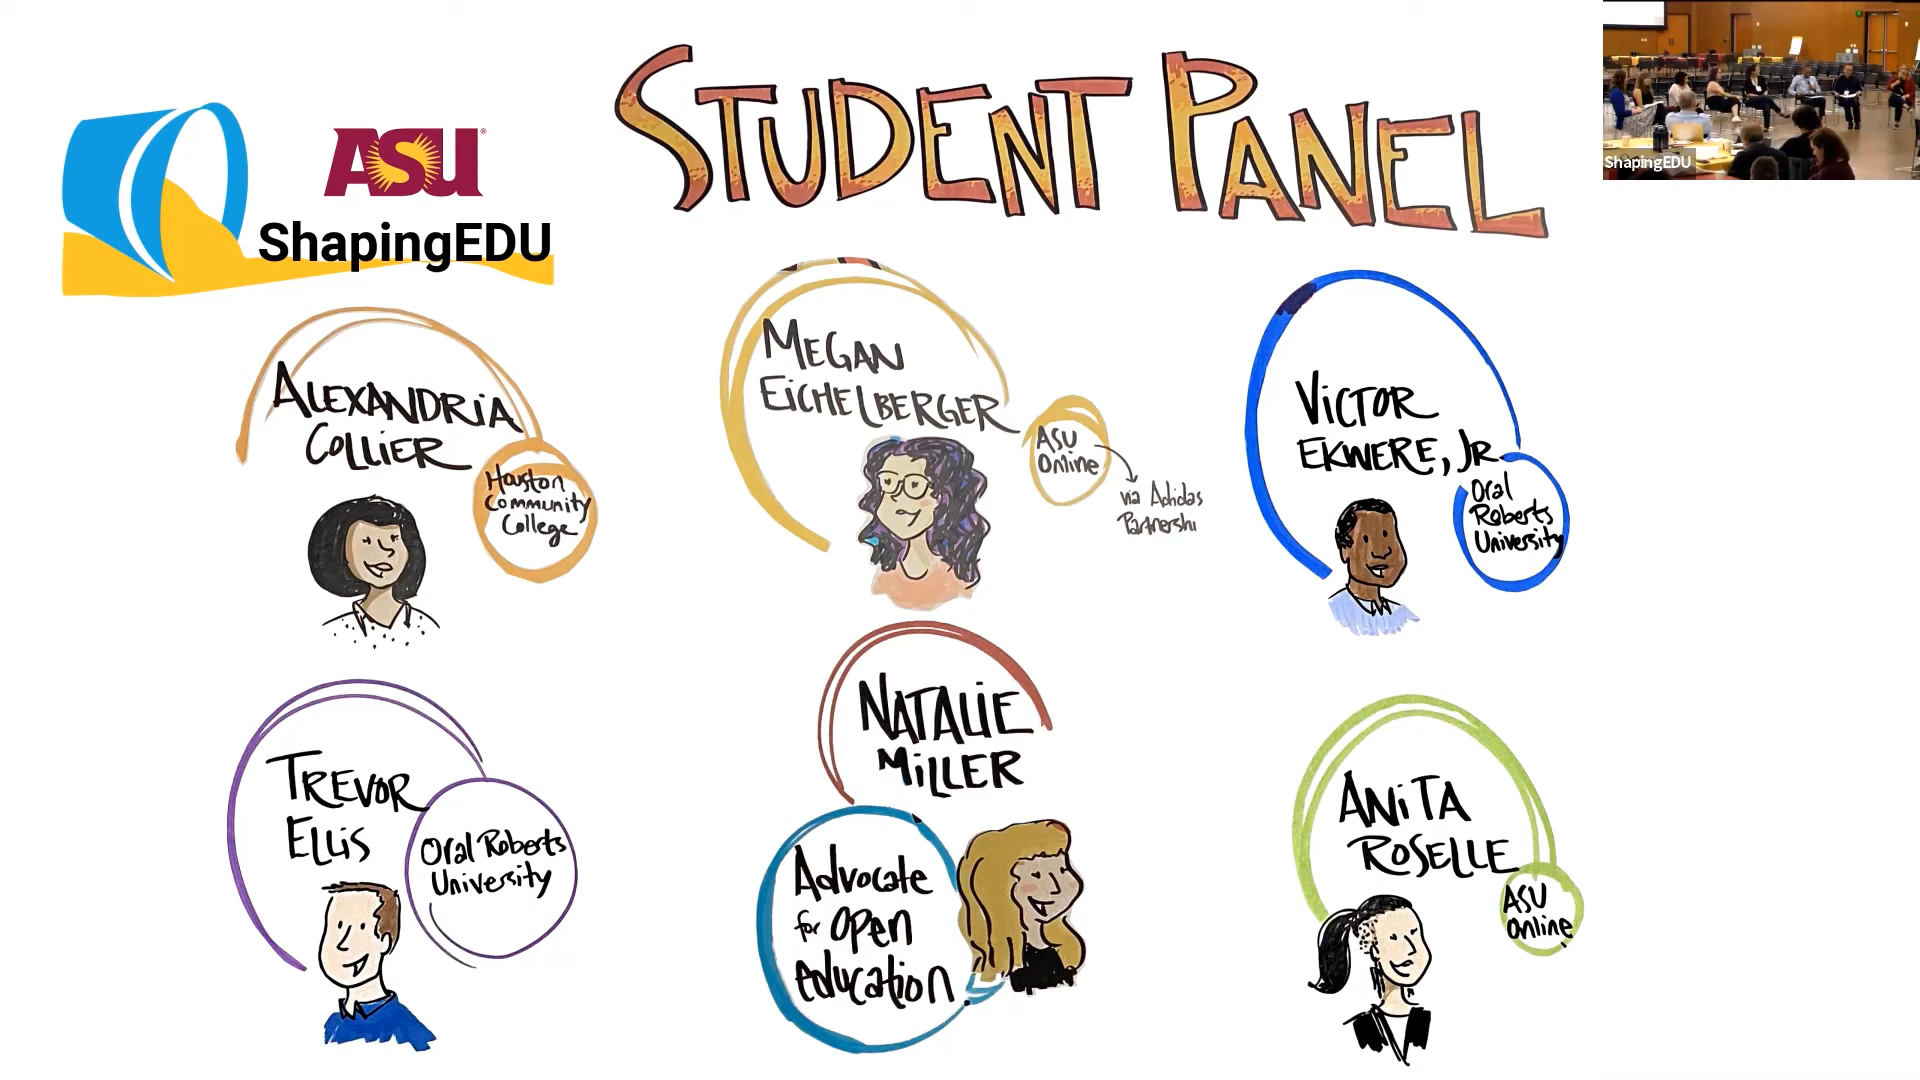 STUDENT PANEL
ASU
ShapingEDU
ShapingEDU
ALEXANDRIA
COLLIER
Houston
Community
College
MEGAN
EICHELBERGER
ASU
Online
via Adidas
Partnershi
VICTOR
EKWERE, JR.
Oral
Roberts
University
TREVOR
ELLIS
Oral Roberts
University
NATALIE
MILLER
Advocate
for open
education
ANITA
ROSELLE
ASU
Online